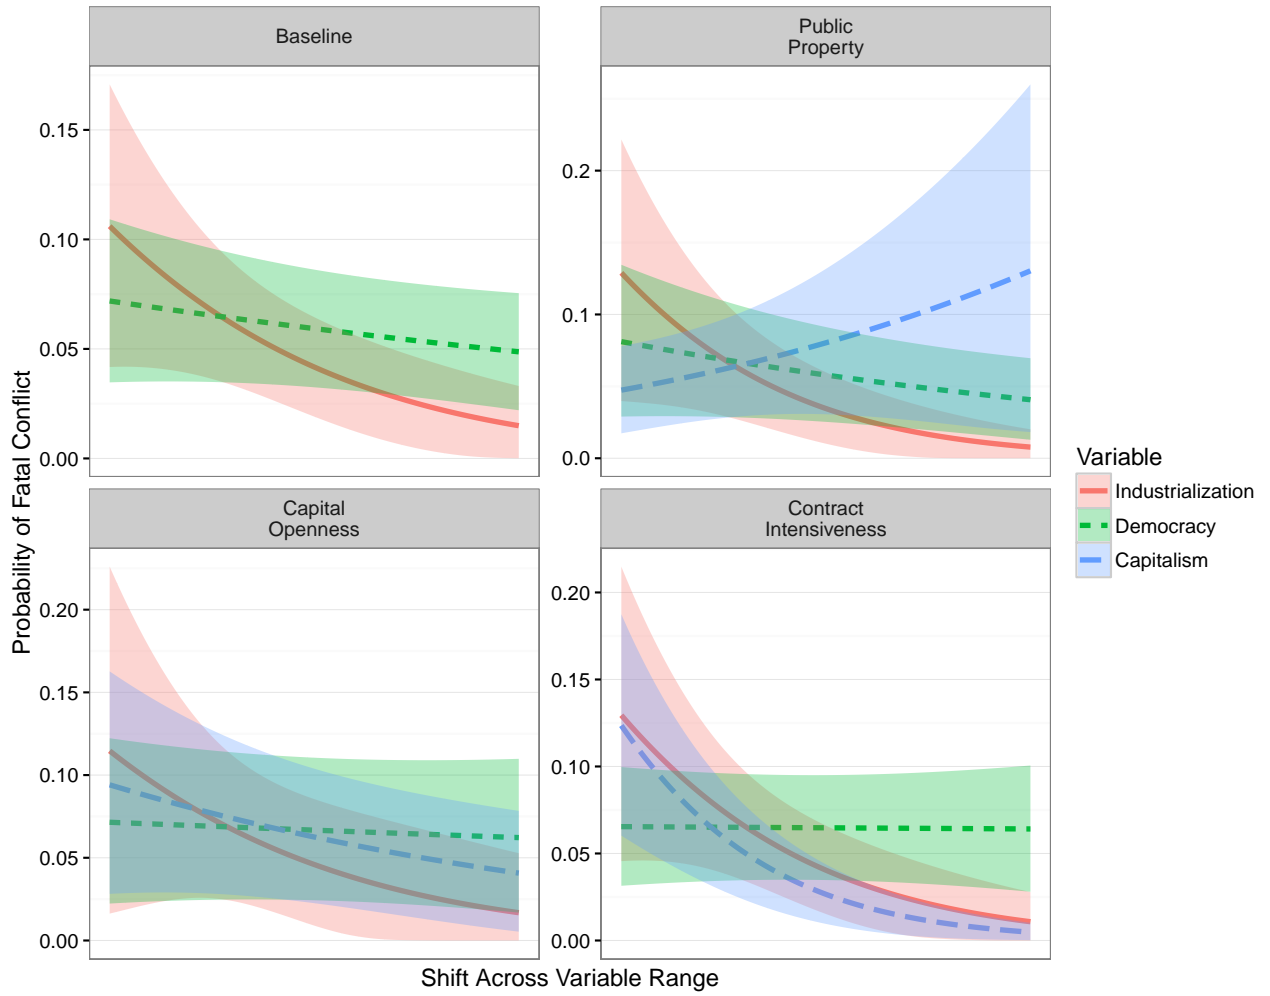 Baseline
Public
Property
0.15
0.10
0.05
0.00
0.2
0.1
0.0
Capital
Openness
Contract
Intensiveness
0.20
0.15
0.10
0.05
0.00
0.20
0.15
0.10
0.05
0.00
Probability of Fatal Conflict
Shift Across Variable Range
Variable
Industrialization
Democracy
Capitalism